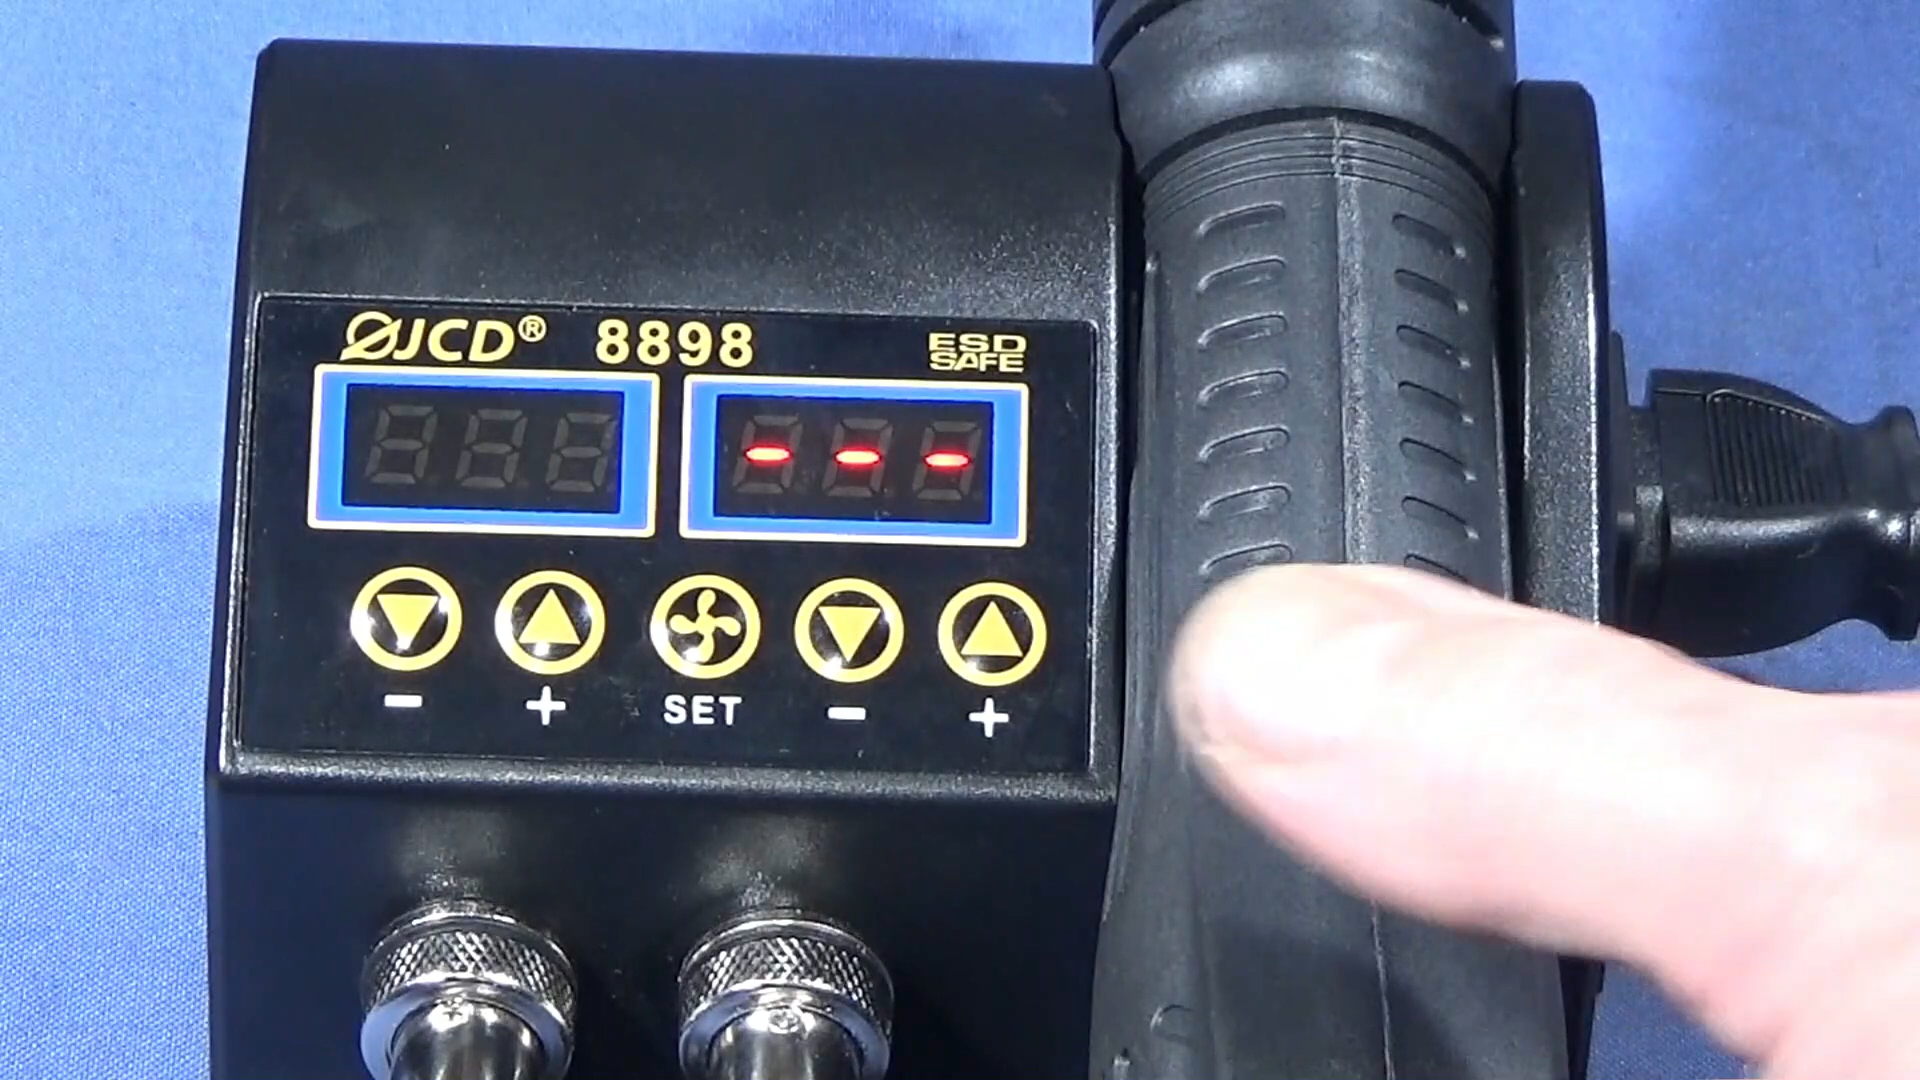 JCD® 8898
ESD
SAFE
- - -
- + SET - +